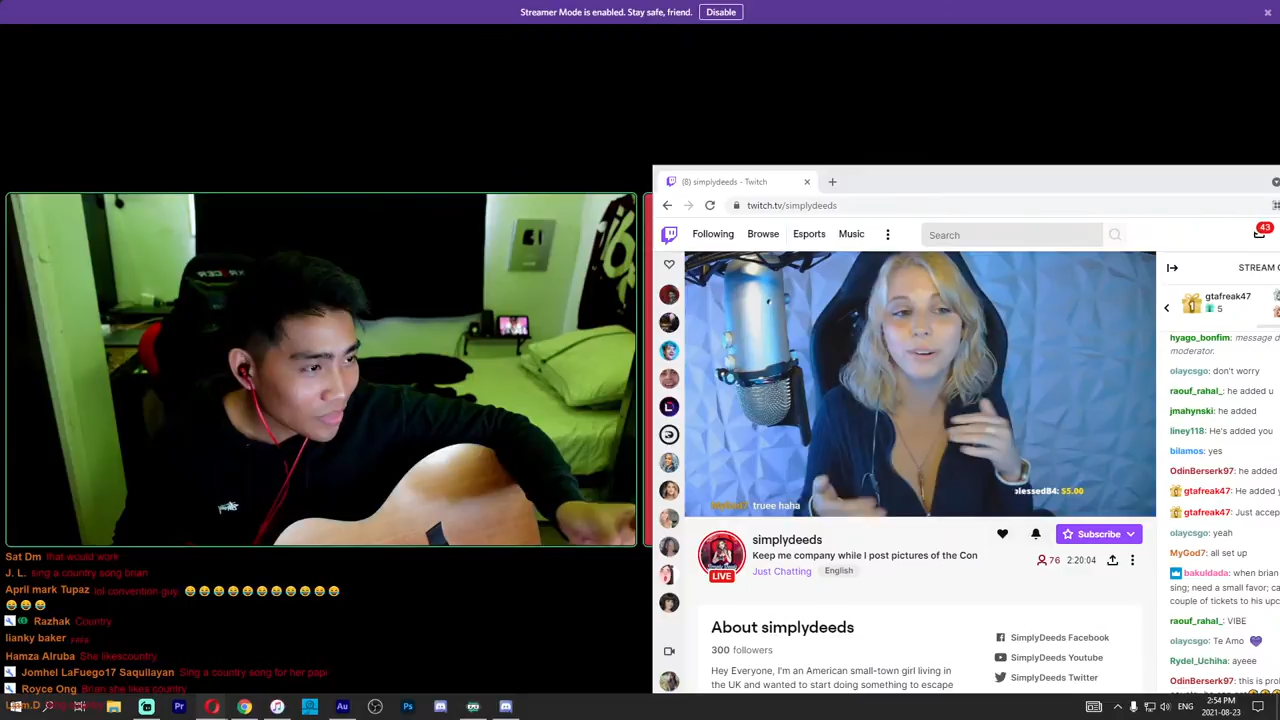 Streamer Mode is enabled. Stay safe, friend. Disable
(8) simplydeeds - Twitch
twitch.tv/simplydeeds
Following Browse Esports Music Search 43
STREAM
gtafreak47
5
hyago_bonfim: message d
moderator.
olaycsgo: don't worry
raouf_rahal_: he added u
jmahynski: he added
liney118: He's added you
bilamos: yes
OdinBerserk97: he added
gtafreak47: He added y
gtafreak47: Just accep
olaycsgo: yeah
MyGod7: all set up
bakuldada: when brian
sing; need a small favor; ca
couple of tickets to his upc
raouf_rahal_: VIBE
olaycsgo: Te Amo
Rydel_Uchiha: ayeee
OdinBerserk97: this is prol
blessedB4: $5.00
truee haha
simplydeeds
Keep me company while I post pictures of the Con
Just Chatting English
LIVE
Subscribe
76 2:20:04
About simplydeeds
300 followers
Hey Everyone, I'm an American small-town girl living in
the UK and wanted to start doing something to escape
SimplyDeeds Facebook
SimplyDeeds Youtube
SimplyDeeds Twitter
Sat Dm that would work
J. L. sing a country song brian
April mark Tupaz lol convention guy
Razhak Country
lianky baker
Hamza Alruba She likescountry
Jomhel LaFuego17 Saquilayan Sing a country song for her papi
Royce Ong Brian she likes country
Liam.D
Pr Au Ps
ENG 2:54 PM
2021-08-23